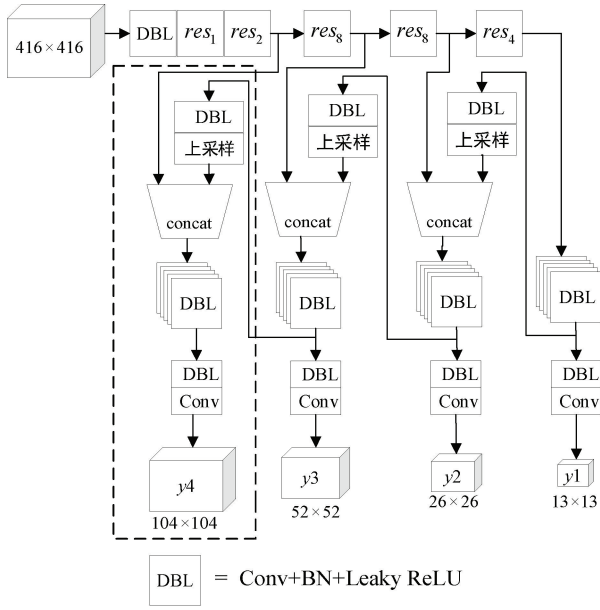 416×416
DBL res₁ res₂ res₈ res₈ res₄
DBL
上采样
DBL
上采样
DBL
上采样
concat
concat
concat
DBL
DBL
DBL
DBL
DBL
Conv
DBL
Conv
DBL
Conv
DBL
Conv
y4
y3
y2
y1
104×104
52×52
26×26
13×13
DBL = Conv+BN+Leaky ReLU